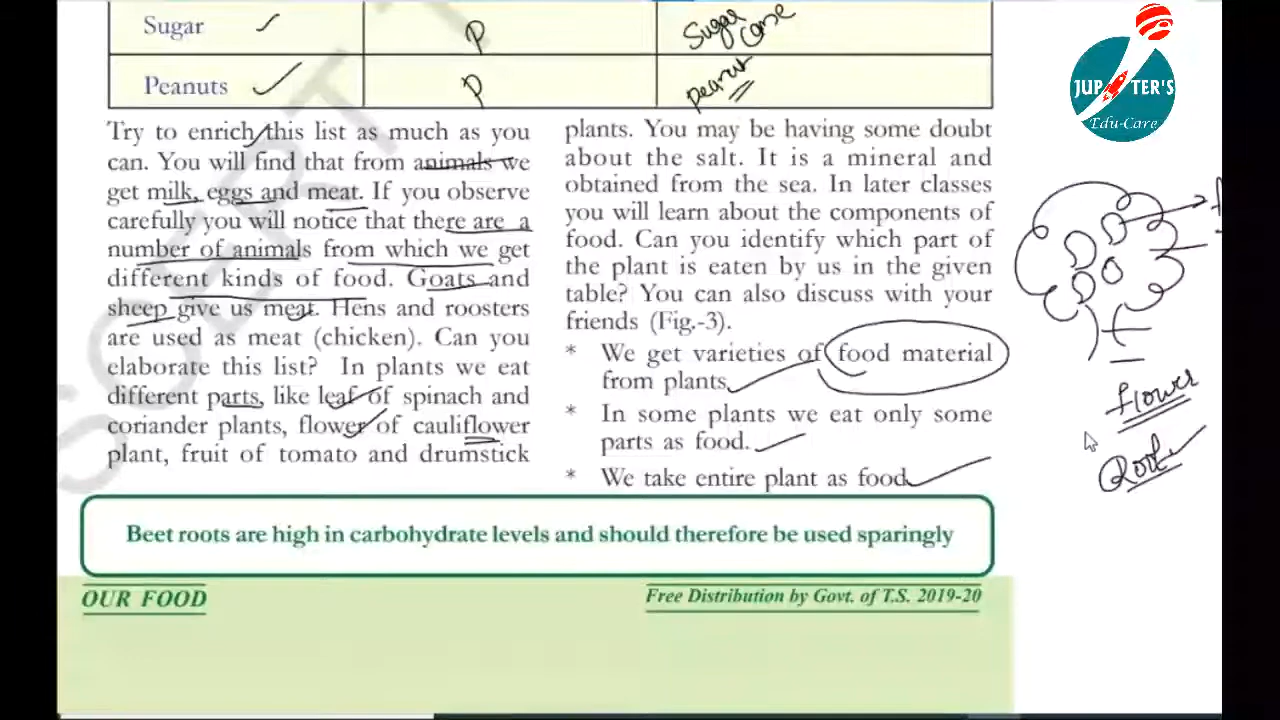 Sugar P Sugar cane
Peanuts P peanut
JUPITER'S
Edu-Care
Try to enrich this list as much as you
can. You will find that from animals we
get milk, eggs and meat. If you observe
carefully you will notice that there are a
number of animals from which we get
different kinds of food. Goats and
sheep give us meat. Hens and roosters
are used as meat (chicken). Can you
elaborate this list? In plants we eat
different parts, like leaf of spinach and
coriander plants, flower of cauliflower
plant, fruit of tomato and drumstick
plants. You may be having some doubt
about the salt. It is a mineral and
obtained from the sea. In later classes
you will learn about the components of
food. Can you identify which part of
the plant is eaten by us in the given
table? You can also discuss with your
friends (Fig.-3).
* We get varieties of food material
from plants.
* In some plants we eat only some
parts as food.
* We take entire plant as food.
flower
Root
Beet roots are high in carbohydrate levels and should therefore be used sparingly
OUR FOOD
Free Distribution by Govt. of T.S. 2019-20